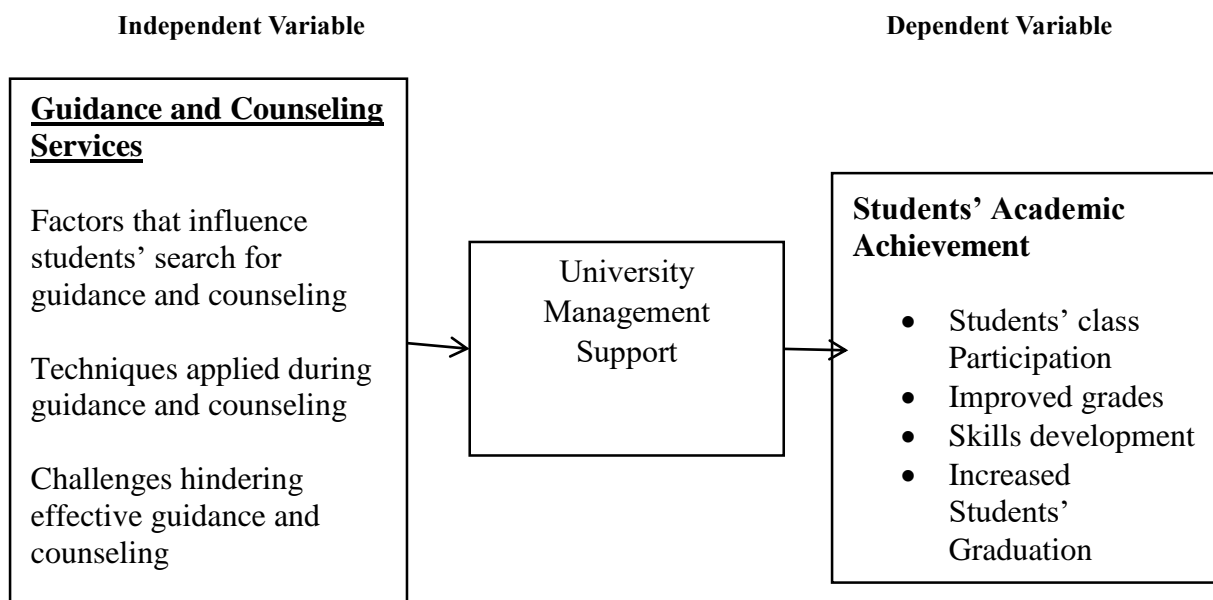 Independent Variable
Dependent Variable
Guidance and Counseling
Services
Factors that influence
students’ search for
guidance and counseling
Techniques applied during
guidance and counseling
Challenges hindering
effective guidance and
counseling
University
Management
Support
Students’ Academic
Achievement
• Students’ class
Participation
• Improved grades
• Skills development
• Increased
Students’
Graduation